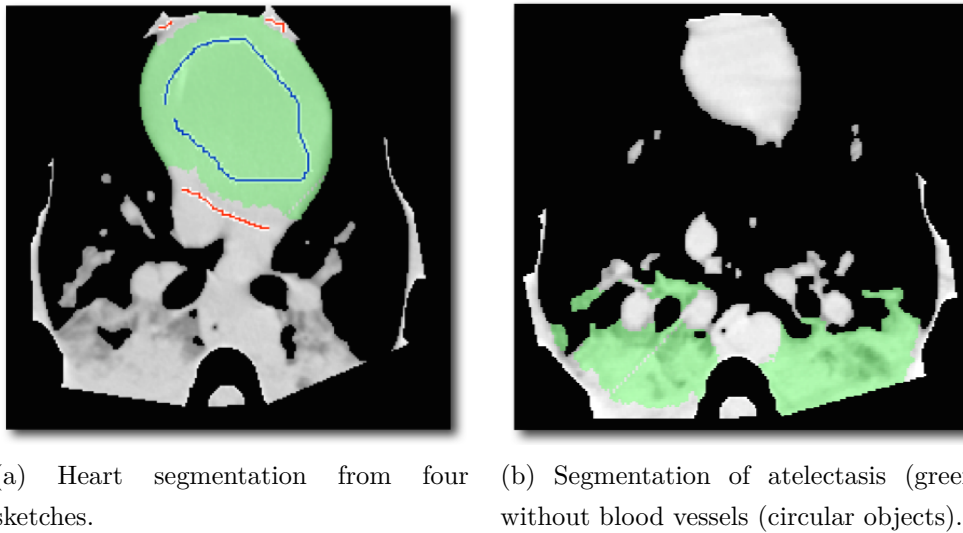 a) Heart segmentation from four
sketches.
(b) Segmentation of atelectasis (green
without blood vessels (circular objects).